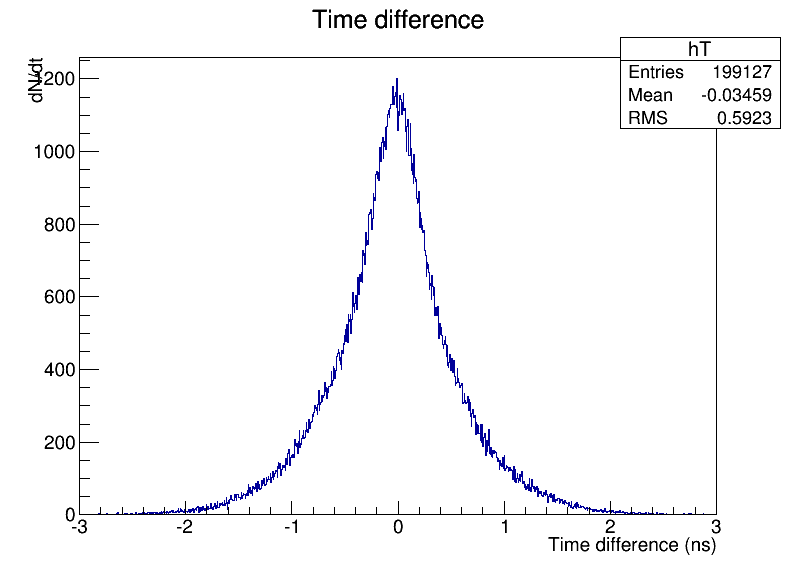 Time difference
hT
Entries 199127
Mean -0.03459
RMS 0.5923
dN/dt
1200
1000
800
600
400
200
0
-3 -2 -1 0 1 2 3
Time difference (ns)